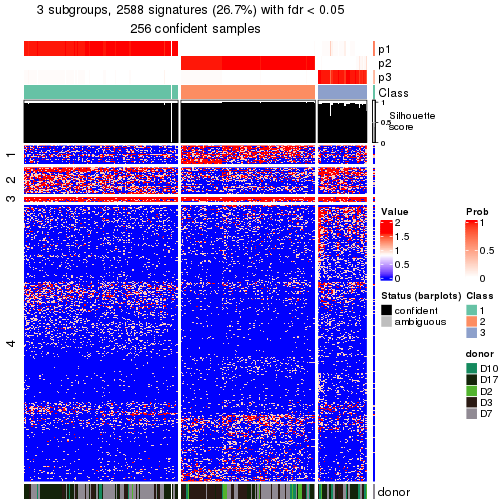 3 subgroups, 2588 signatures (26.7%) with fdr < 0.05
256 confident samples
p1
p2
p3
Class
1
0.5
0
Silhouette
score
1
2
3
4
Value
2
1.5
1
0.5
0
Prob
1
0.5
0
Status (barplots)
confident
ambiguous
Class
1
2
3
donor
D10
D17
D2
D3
D7
donor